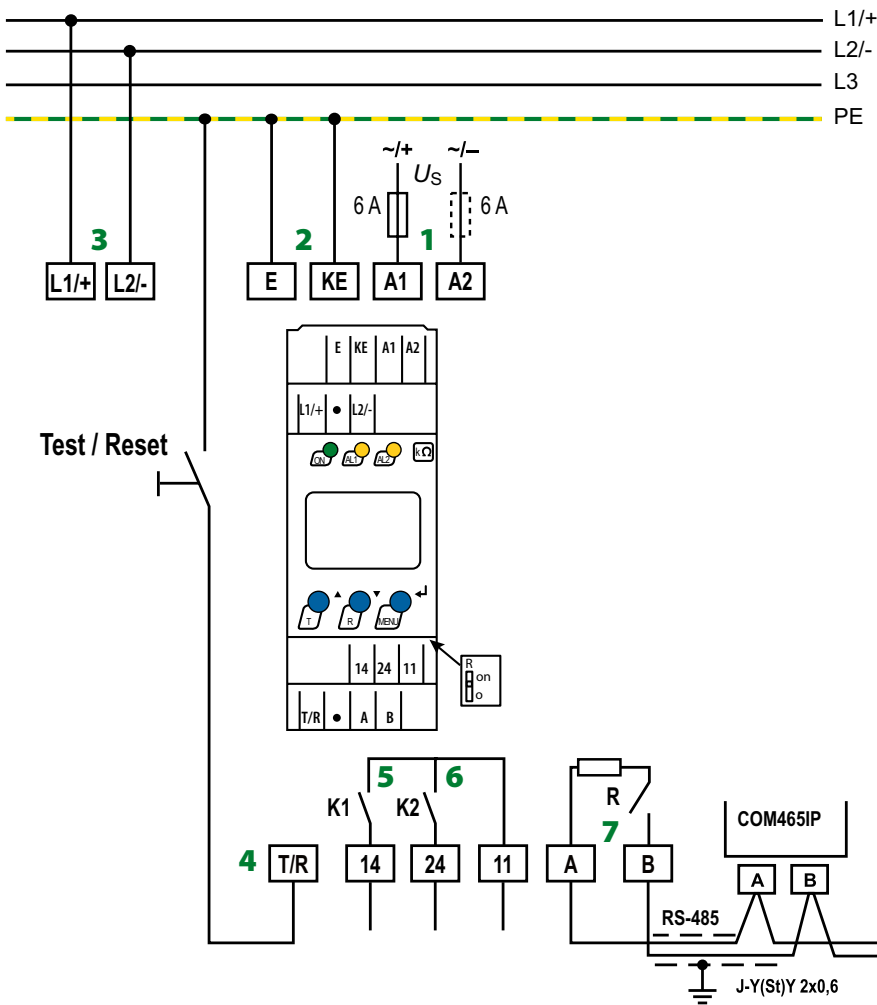 L1/+
L2/-
L3
PE
~/+ ~/–
US
6 A 6 A
3 2 1
L1/+ L2/- E KE A1 A2
E KE A1 A2
L1/+ L2/-
Test / Reset
ON AL1 AL2 kΩ
T R MENU
R
on
o
14 24 11
T/R A B
5 6
K1 K2 R
7
COM465IP
4 T/R 14 24 11 A B
A B
RS-485
J-Y(St)Y 2x0,6